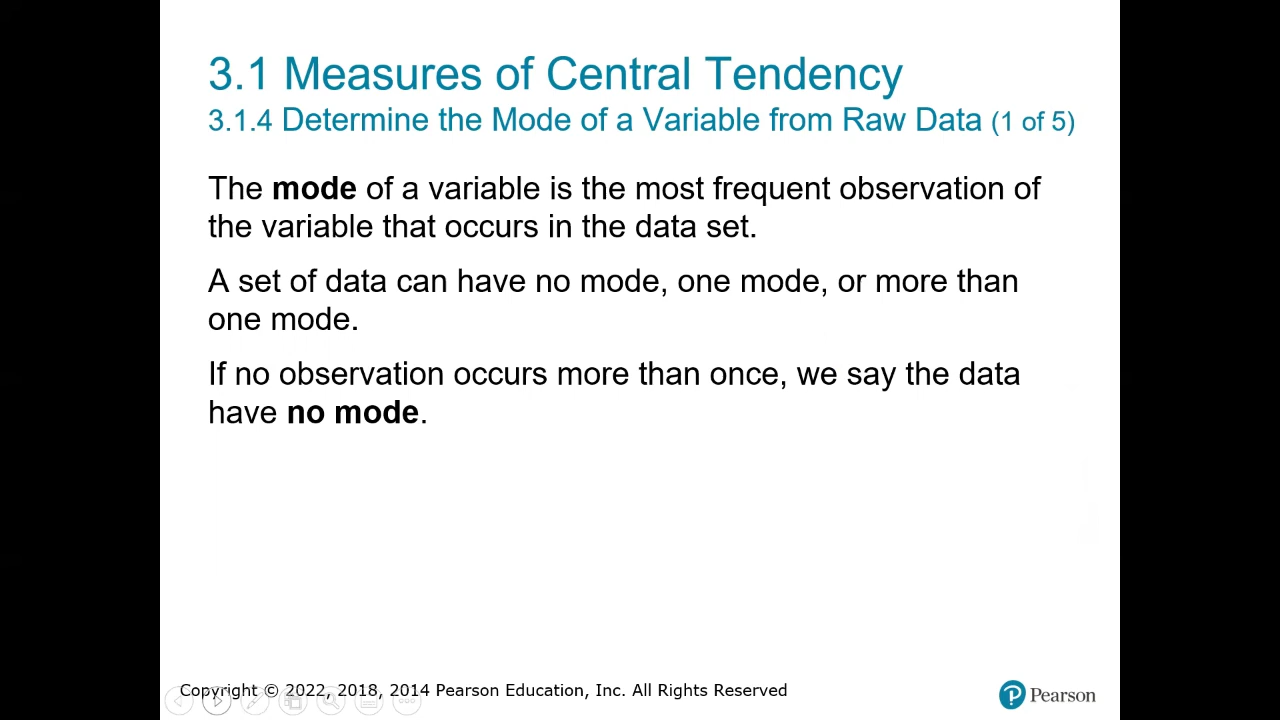 3.1 Measures of Central Tendency
3.1.4 Determine the Mode of a Variable from Raw Data (1 of 5)
The mode of a variable is the most frequent observation of
the variable that occurs in the data set.
A set of data can have no mode, one mode, or more than
one mode.
If no observation occurs more than once, we say the data
have no mode.
Copyright © 2022, 2018, 2014 Pearson Education, Inc. All Rights Reserved
P Pearson